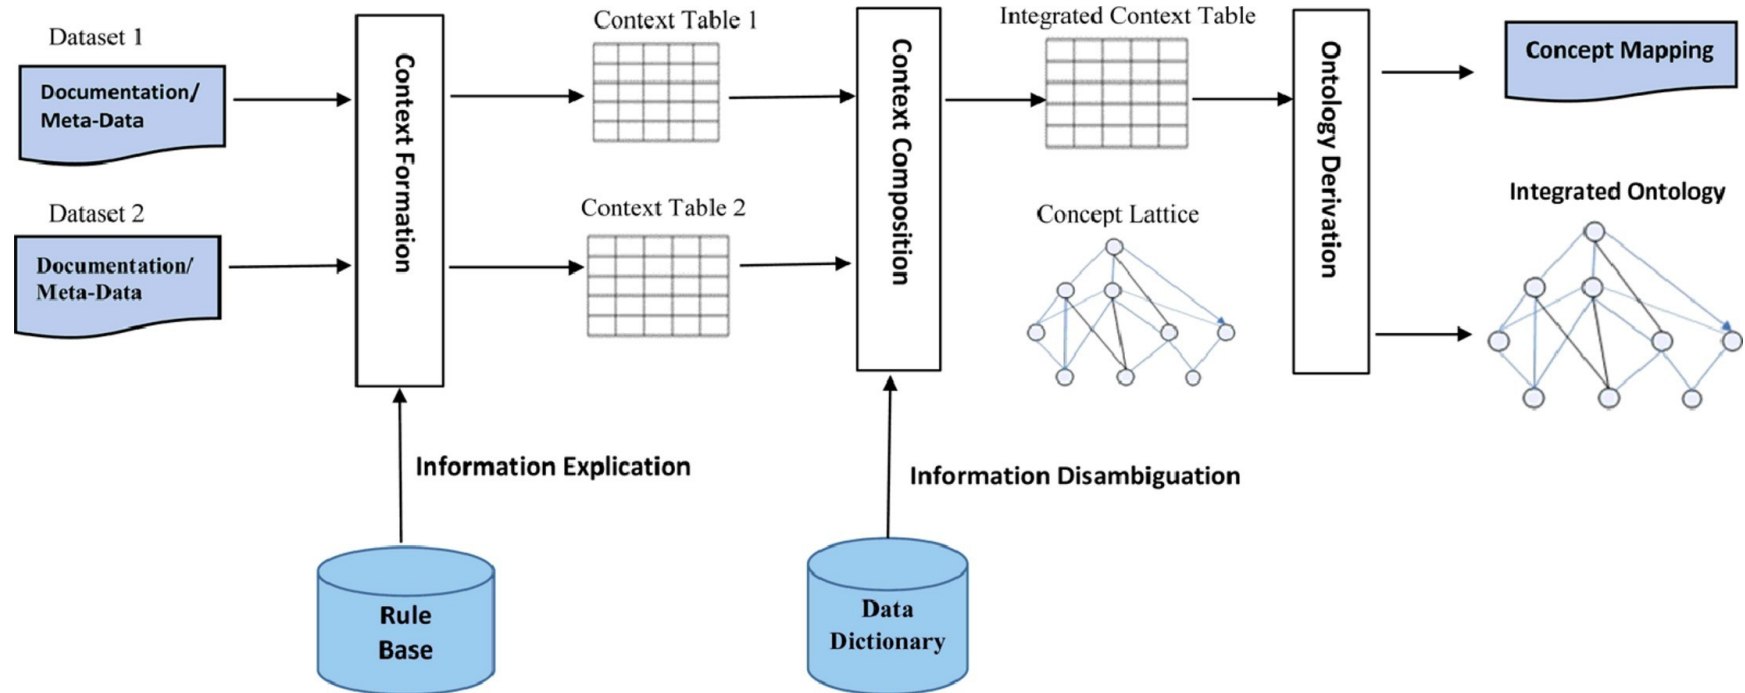 Dataset 1
Documentation/
Meta-Data
Dataset 2
Documentation/
Meta-Data
Context Formation
Context Table 1
Context Table 2
Context Composition
Integrated Context Table
Concept Lattice
Ontology Derivation
Concept Mapping
Integrated Ontology
Information Explication
Information Disambiguation
Rule
Base
Data
Dictionary